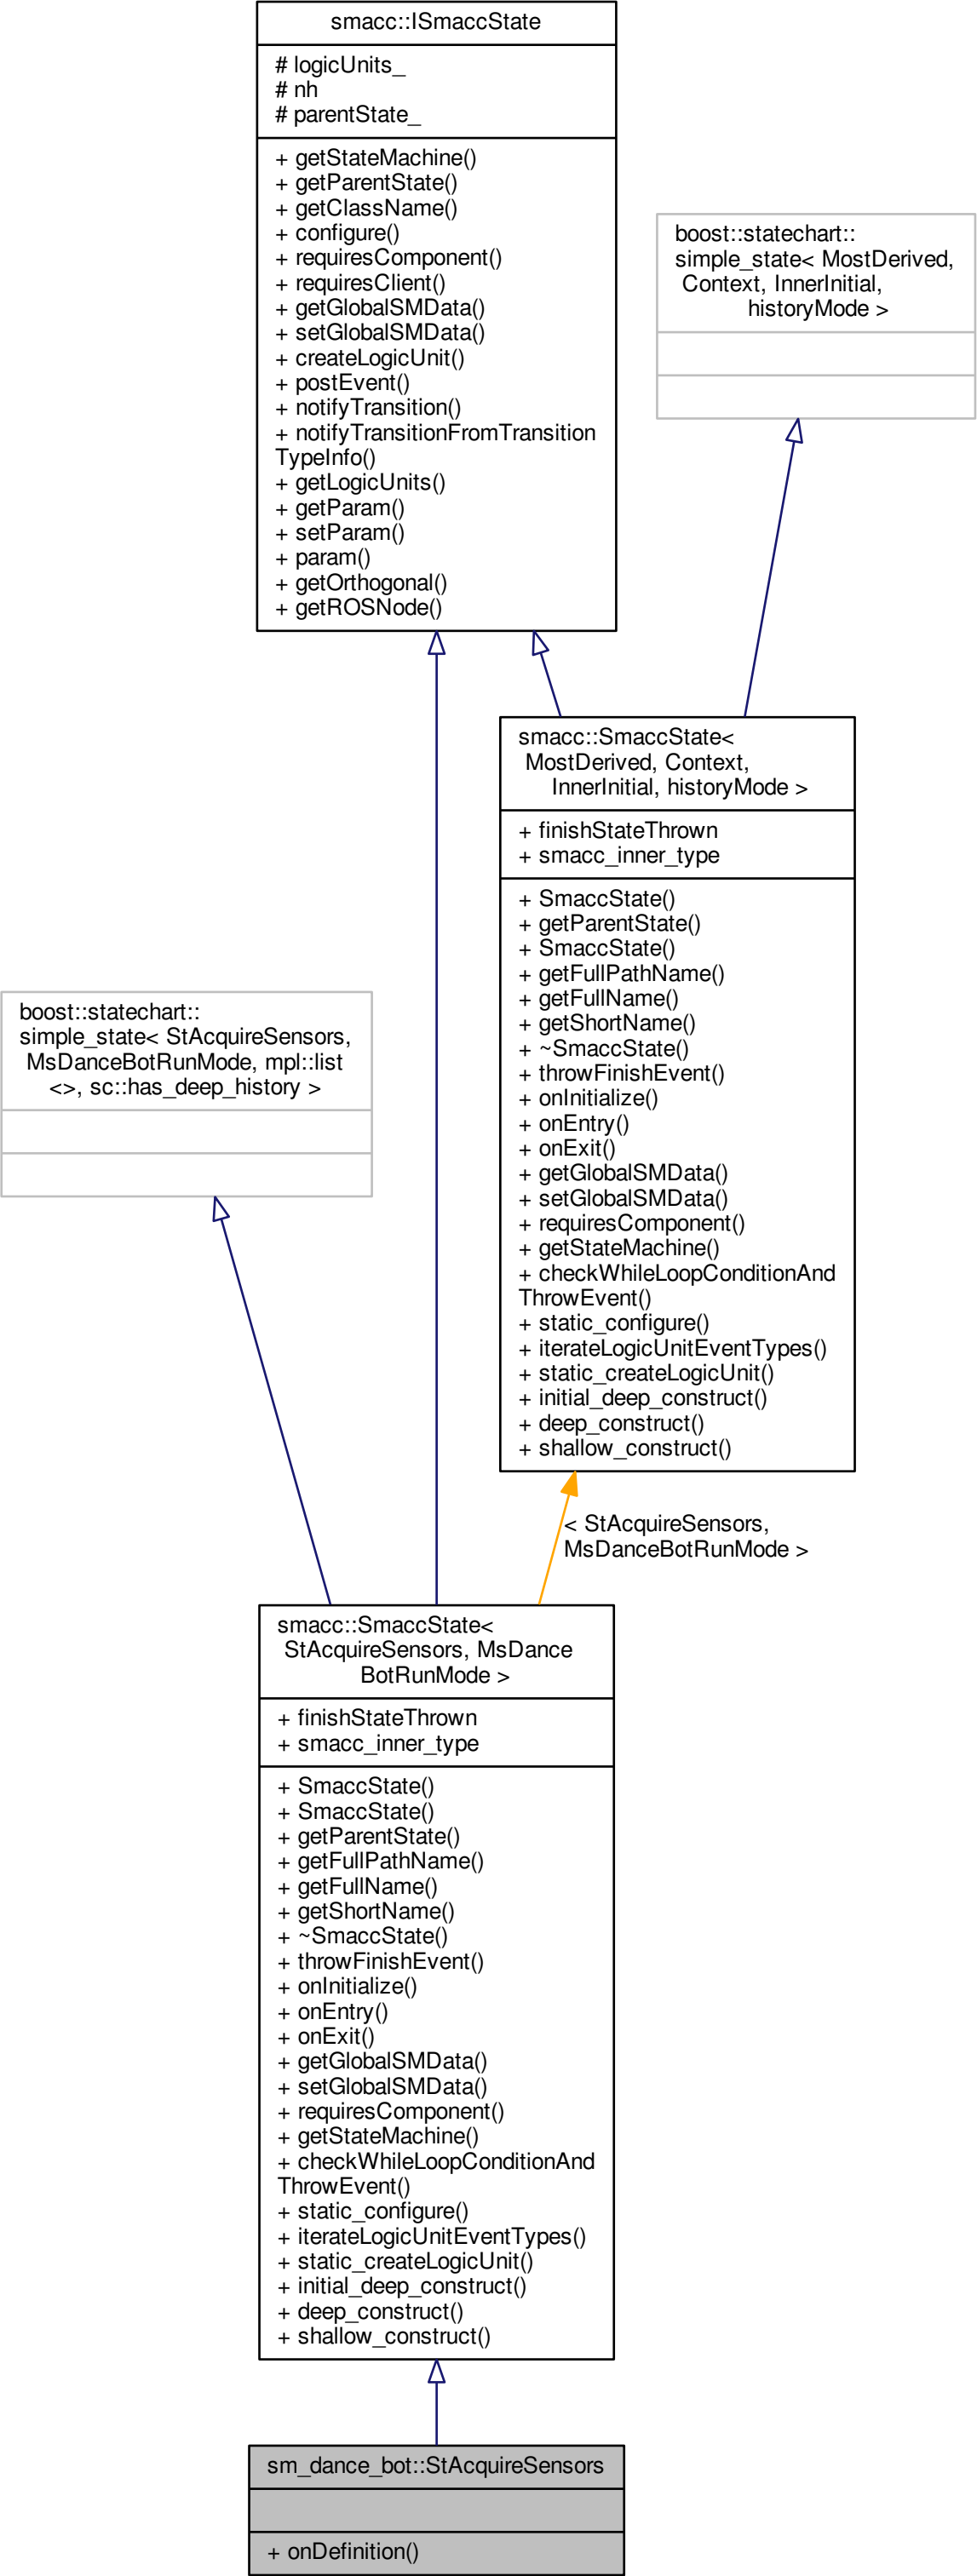 smacc::ISmaccState
# logicUnits_
# nh
# parentState_
+ getStateMachine()
+ getParentState()
+ getClassName()
+ configure()
+ requiresComponent()
+ requiresClient()
+ getGlobalSMData()
+ setGlobalSMData()
+ createLogicUnit()
+ postEvent()
+ notifyTransition()
+ notifyTransitionFromTransition
TypeInfo()
+ getLogicUnits()
+ getParam()
+ setParam()
+ param()
+ getOrthogonal()
+ getROSNode()
boost::statechart::
simple_state< MostDerived,
Context, InnerInitial,
historyMode >
smacc::SmaccState<
MostDerived, Context,
InnerInitial, historyMode >
+ finishStateThrown
+ smacc_inner_type
+ SmaccState()
+ getParentState()
+ SmaccState()
+ getFullPathName()
+ getFullName()
+ getShortName()
+ ~SmaccState()
+ throwFinishEvent()
+ onInitialize()
+ onEntry()
+ onExit()
+ getGlobalSMData()
+ setGlobalSMData()
+ requiresComponent()
+ getStateMachine()
+ checkWhileLoopConditionAnd
ThrowEvent()
+ static_configure()
+ iterateLogicUnitEventTypes()
+ static_createLogicUnit()
+ initial_deep_construct()
+ deep_construct()
+ shallow_construct()
boost::statechart::
simple_state< StAcquireSensors,
MsDanceBotRunMode, mpl::list
<>, sc::has_deep_history >
< StAcquireSensors,
MsDanceBotRunMode >
smacc::SmaccState<
StAcquireSensors, MsDance
BotRunMode >
+ finishStateThrown
+ smacc_inner_type
+ SmaccState()
+ SmaccState()
+ getParentState()
+ getFullPathName()
+ getFullName()
+ getShortName()
+ ~SmaccState()
+ throwFinishEvent()
+ onInitialize()
+ onEntry()
+ onExit()
+ getGlobalSMData()
+ setGlobalSMData()
+ requiresComponent()
+ getStateMachine()
+ checkWhileLoopConditionAnd
ThrowEvent()
+ static_configure()
+ iterateLogicUnitEventTypes()
+ static_createLogicUnit()
+ initial_deep_construct()
+ deep_construct()
+ shallow_construct()
sm_dance_bot::StAcquireSensors
+ onDefinition()